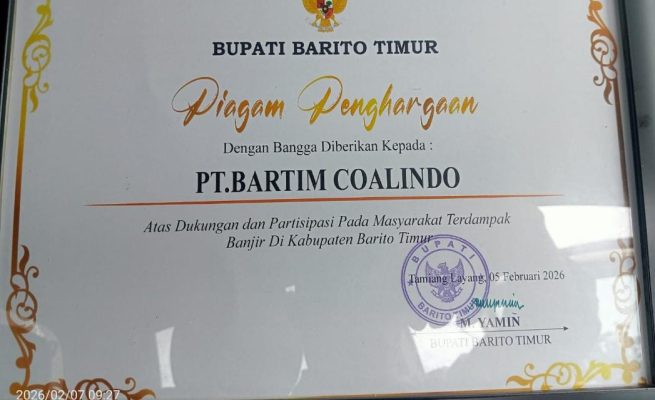 BUPATI BARITO TIMUR
Piagam Penghargaan
Dengan Bangga Diberikan Kepada :
PT.BARTIM COALINDO
Atas Dukungan dan Partisipasi Pada Masyarakat Terdampak
Banjir Di Kabupaten Barito Timur
BUPATI
Tamiang Layang, 05 Februari 2026
BARITO TIMUR
M. YAMIN
BUPATI BARITO TIMUR
2026/02/07 09:27